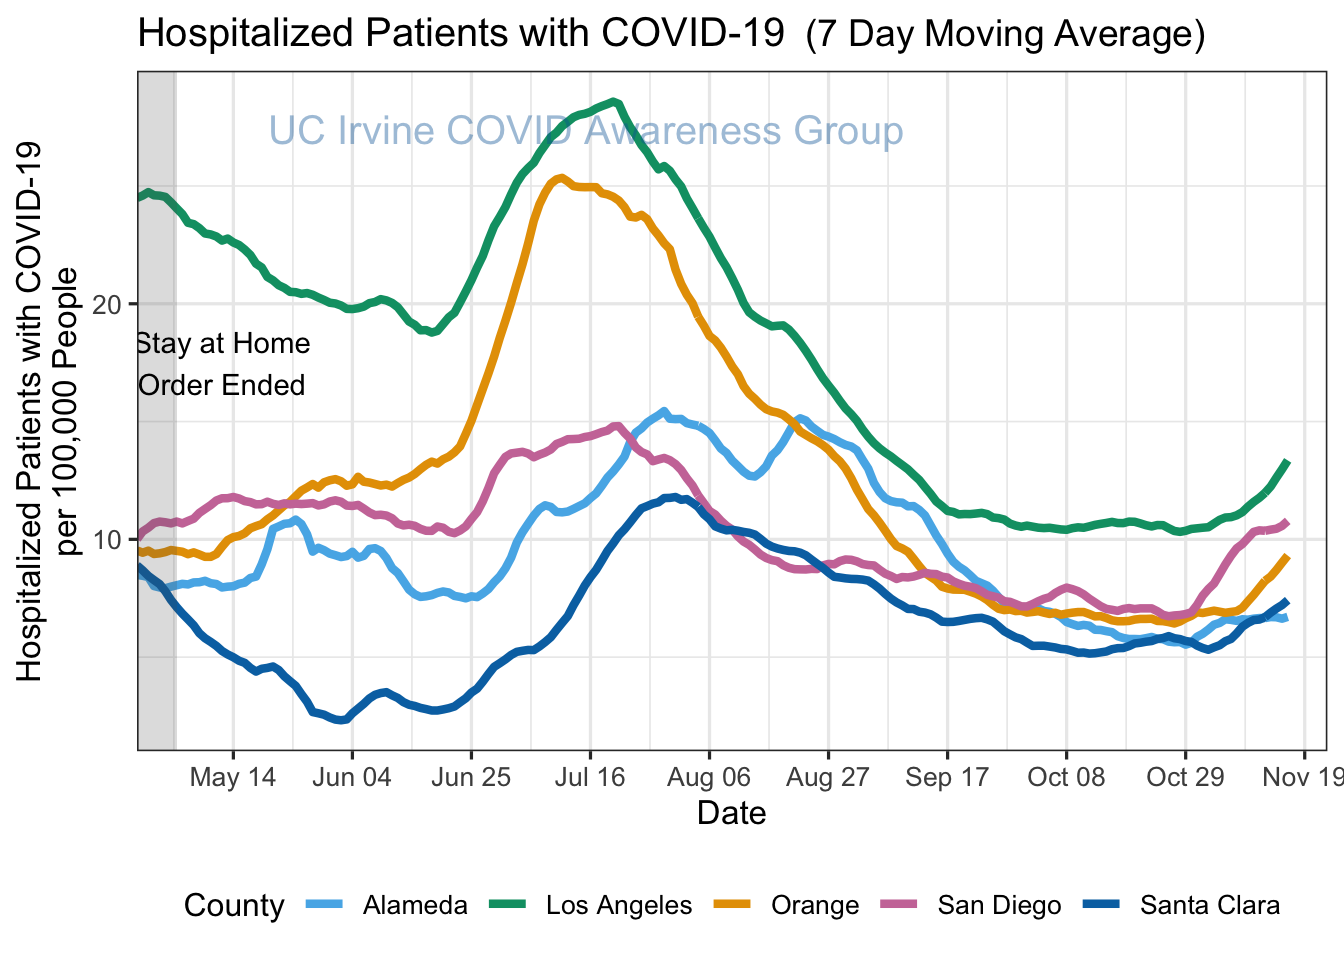 Hospitalized Patients with COVID-19  (7 Day Moving Average)
UC Irvine COVID Awareness Group
Hospitalized Patients with COVID-19
per 100,000 People
20
10
Stay at Home
Order Ended
May 14 Jun 04 Jun 25 Jul 16 Aug 06 Aug 27 Sep 17 Oct 08 Oct 29 Nov 19
Date
County Alameda Los Angeles Orange San Diego Santa Clara